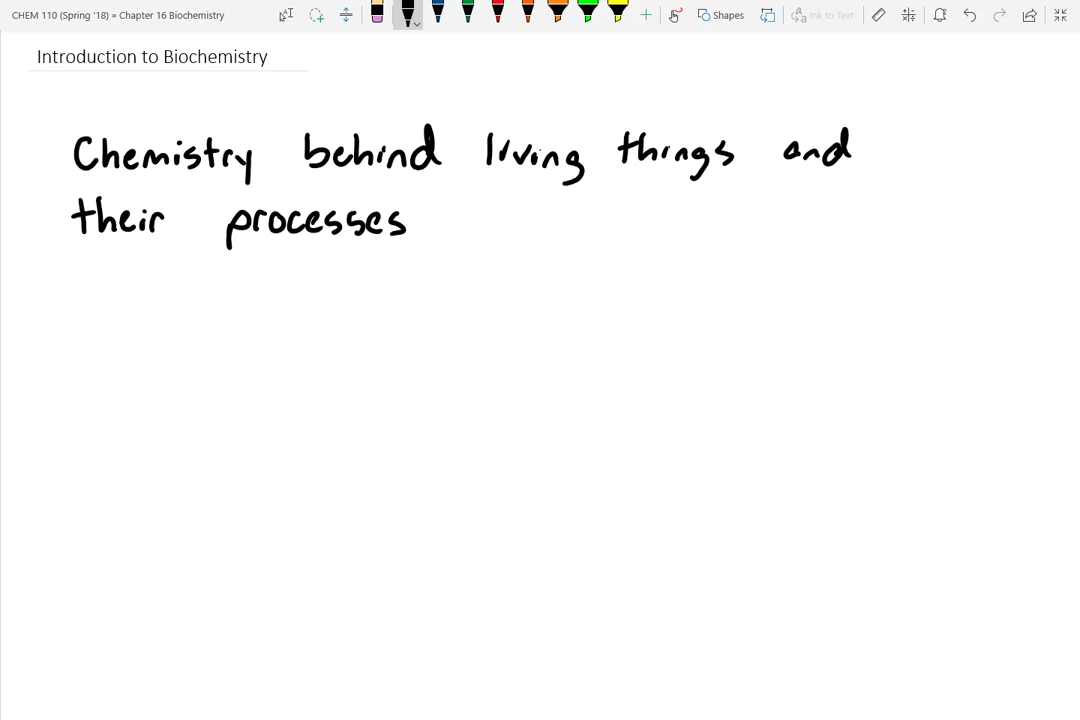 CHEM 110 (Spring '18) » Chapter 16 Biochemistry
Shapes
Ink to Text
Introduction to Biochemistry
Chemistry behind living things and
their processes